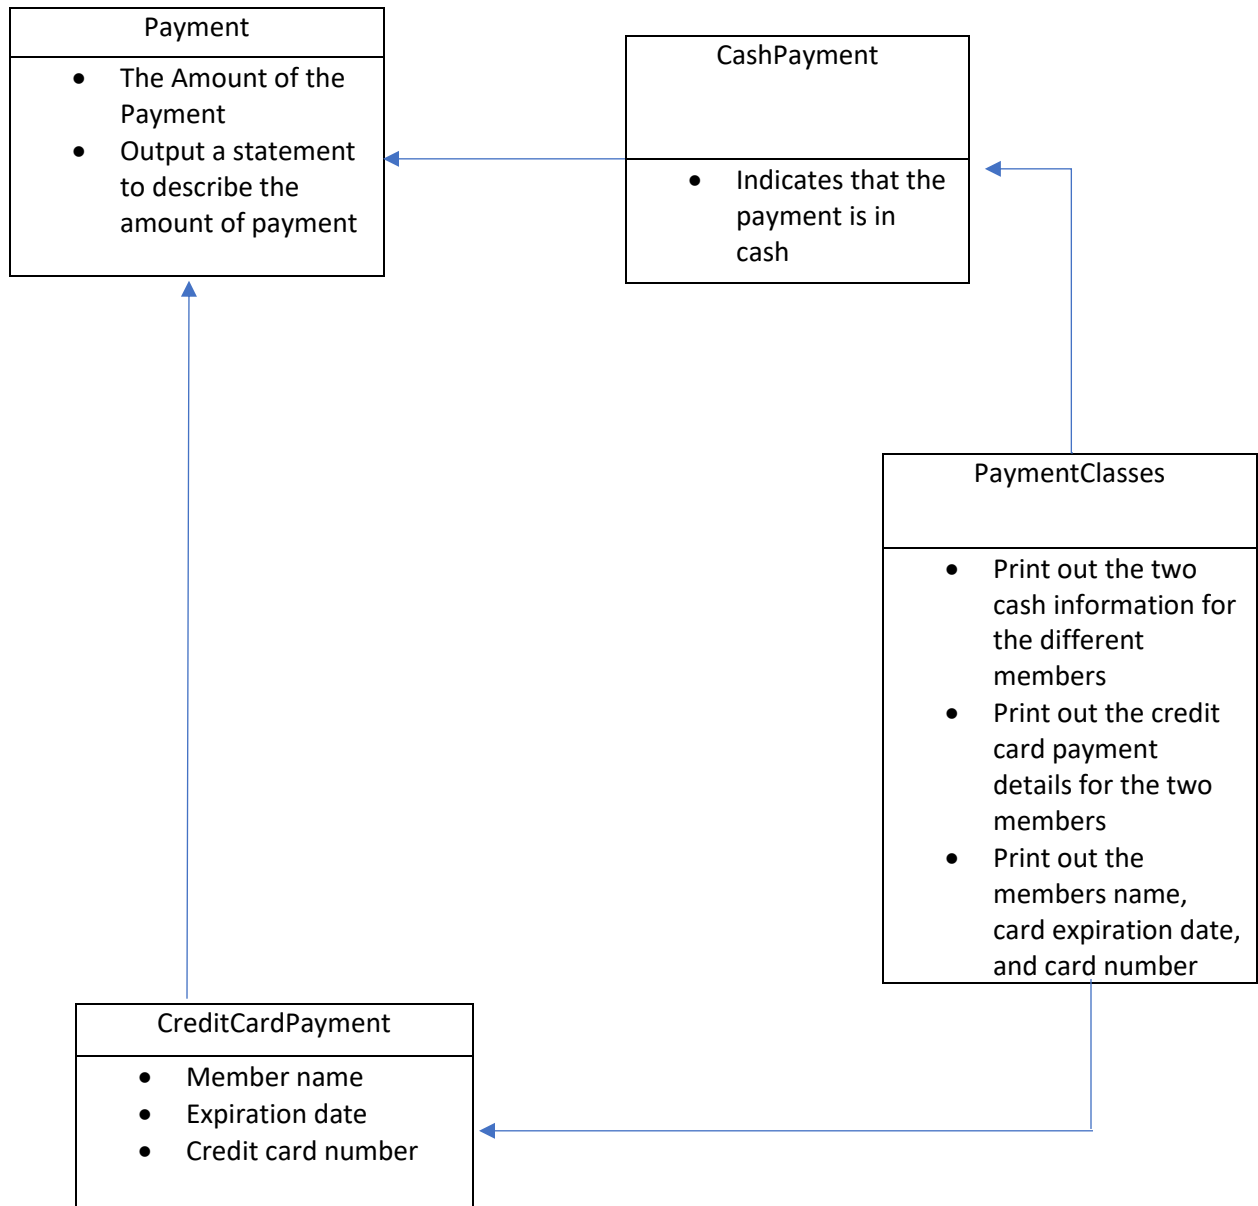 Payment
• The Amount of the
Payment
• Output a statement
to describe the
amount of payment
CashPayment
• Indicates that the
payment is in
cash
PaymentClasses
• Print out the two
cash information for
the different
members
• Print out the credit
card payment
details for the two
members
• Print out the
members name,
card expiration date,
and card number
CreditCardPayment
• Member name
• Expiration date
• Credit card number